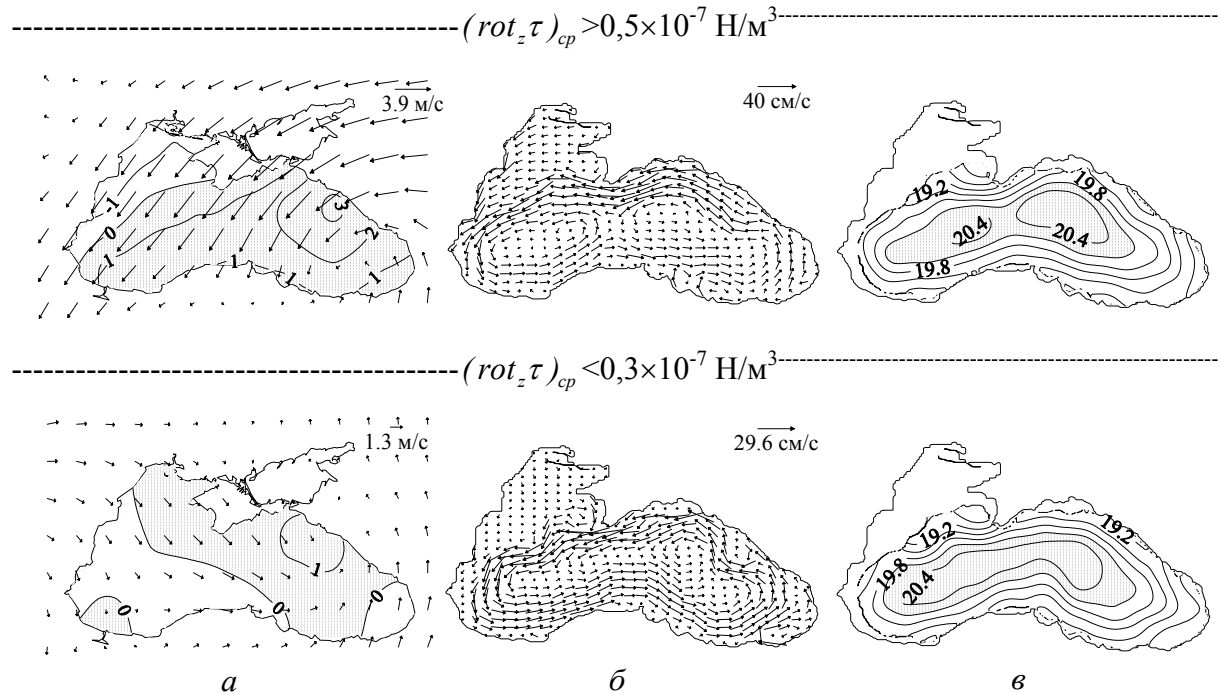 (rot_z τ)_ср >0,5×10⁻⁷ Н/м³
3.9 м/с
40 см/с
-1
0
1
1
1
3
2
1
19.2
19.8
20.4
20.4
19.8
(rot_z τ)_ср <0,3×10⁻⁷ Н/м³
1.3 м/с
29.6 см/с
1
0
0
0
19.2
19.2
19.8
20.4
а
б
в